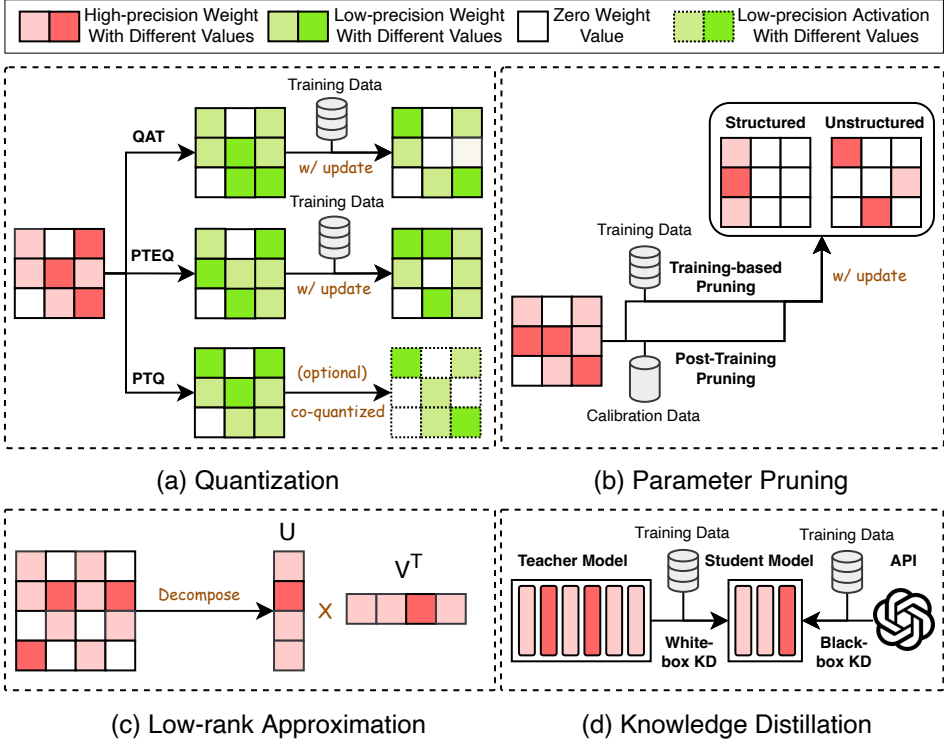 High-precision Weight
With Different Values
Low-precision Weight
With Different Values
Zero Weight
Value
Low-precision Activation
With Different Values
Training Data
QAT
w/ update
Training Data
PTEQ
w/ update
PTQ
(optional)
co-quantized
(a) Quantization
Structured
Unstructured
Training Data
Training-based
Pruning
w/ update
Post-Training
Pruning
Calibration Data
(b) Parameter Pruning
U
V^T
Decompose
X
(c) Low-rank Approximation
Training Data
Training Data
Teacher Model
Student Model
API
White-
box KD
Black-
box KD
(d) Knowledge Distillation